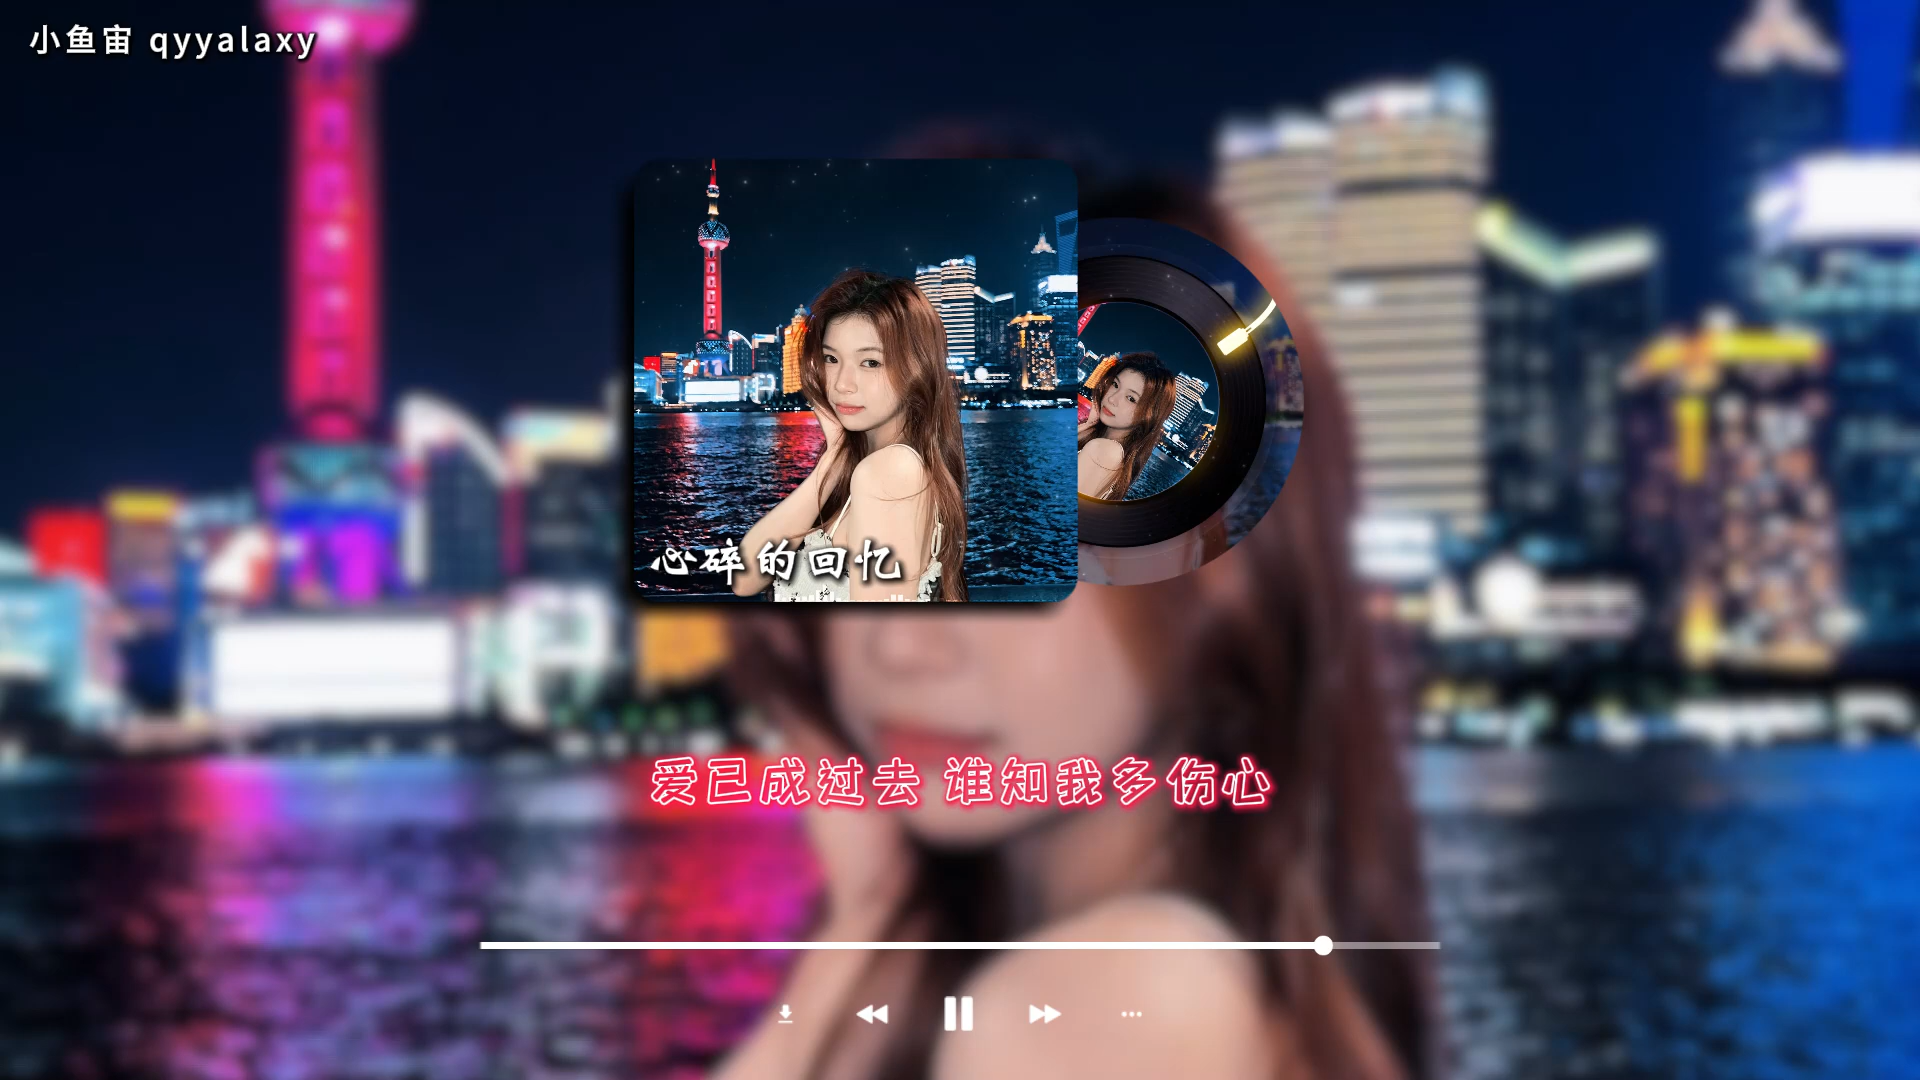 小鱼宙 qyyalaxy
心碎的回忆
爱已成过去 谁知我多伤心